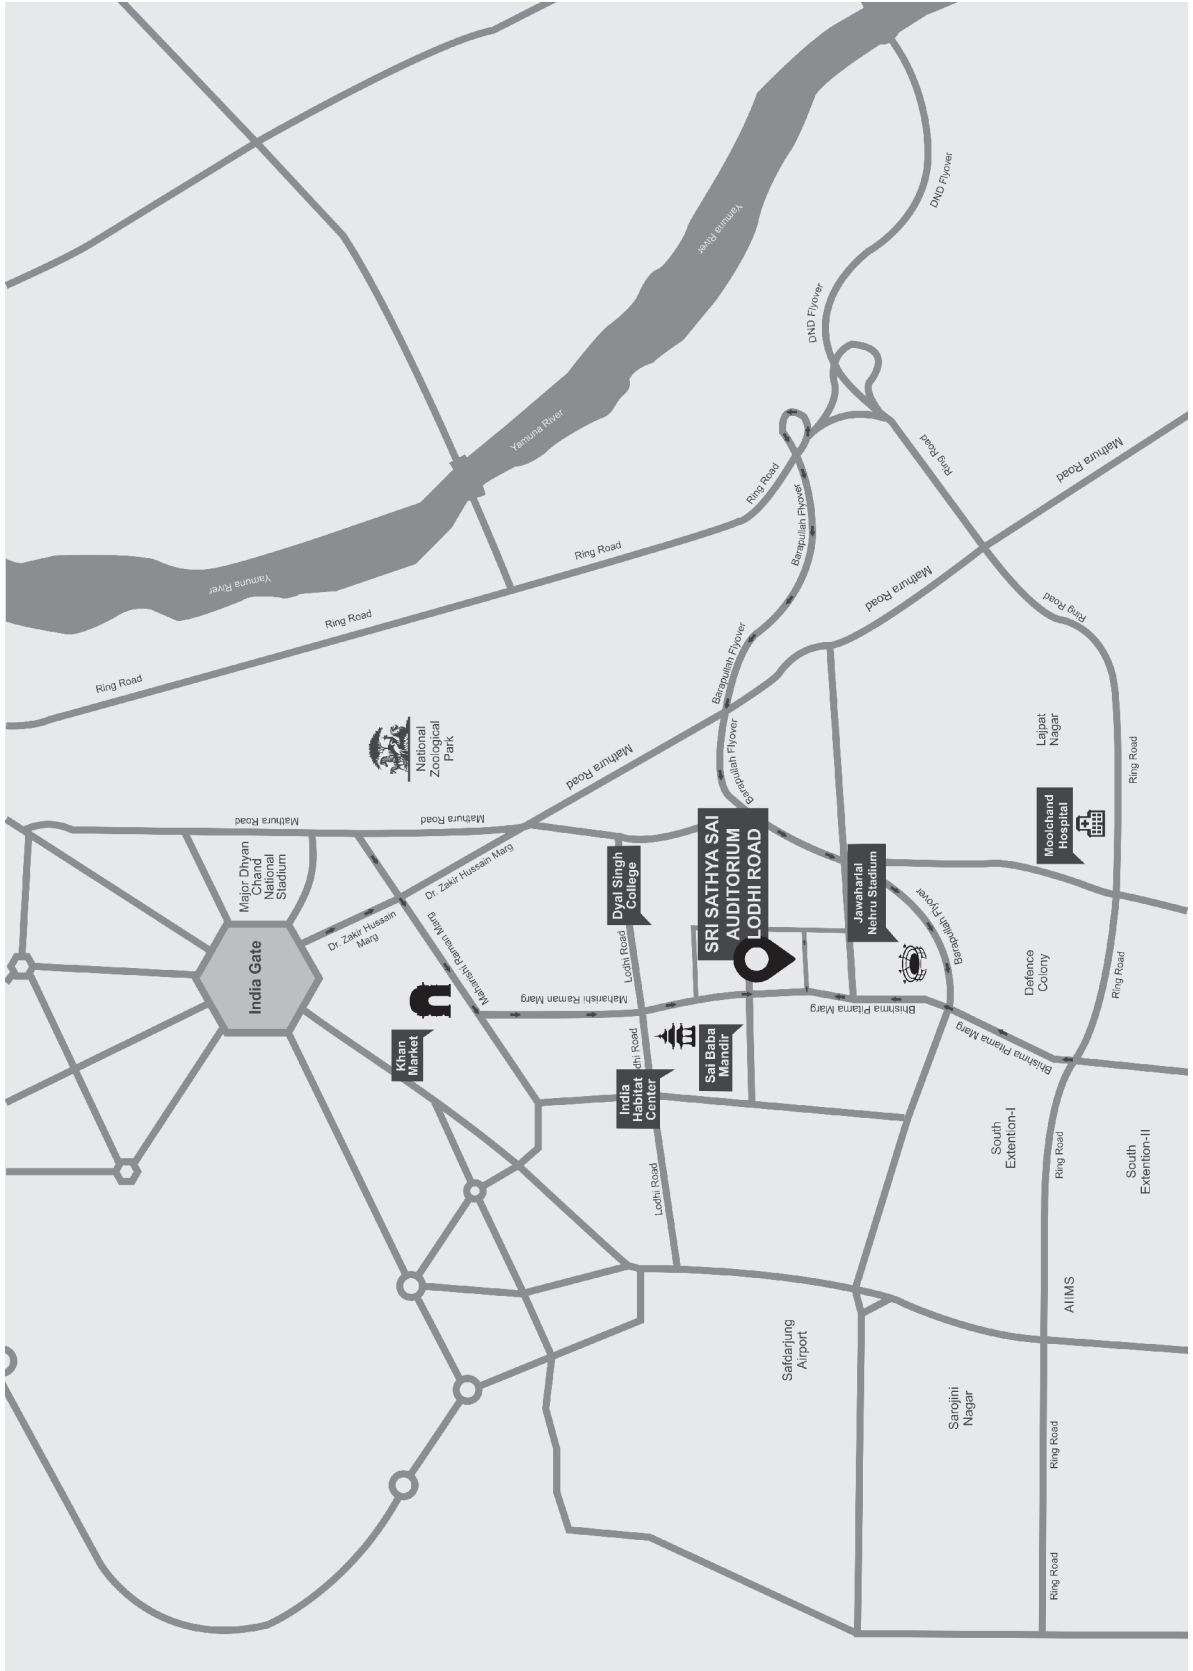 India Gate
Major Dhyan
Chand
National
Stadium
National
Zoological
Park
Khan
Market
Dyal Singh
College
India
Habitat
Center
Sai Baba
Mandir
SRI SATHYA SAI
AUDITORIUM
LODHI ROAD
Jawaharlal
Nehru Stadium
Moolchand
Hospital
Lajpat
Nagar
Defence
Colony
South
Extention-I
South
Extention-II
AIIMS
Safdarjung
Airport
Sarojini
Nagar
Yamuna River
Yamuna River
Yamuna River
DND Flyover
DND Flyover
Ring Road
Ring Road
Ring Road
Ring Road
Ring Road
Ring Road
Ring Road
Ring Road
Ring Road
Ring Road
Ring Road
Mathura Road
Mathura Road
Mathura Road
Mathura Road
Mathura Road
Barapullah Flyover
Barapullah Flyover
Barapullah Flyover
Barapullah Flyover
Dr. Zakir Hussain
Marg
Dr. Zakir Hussain Marg
Maharishi Raman Marg
Maharishi Raman Marg
Lodhi Road
dhi Road
Lodhi Road
Bhishma Pitama Marg
Bhishma Pitama Marg